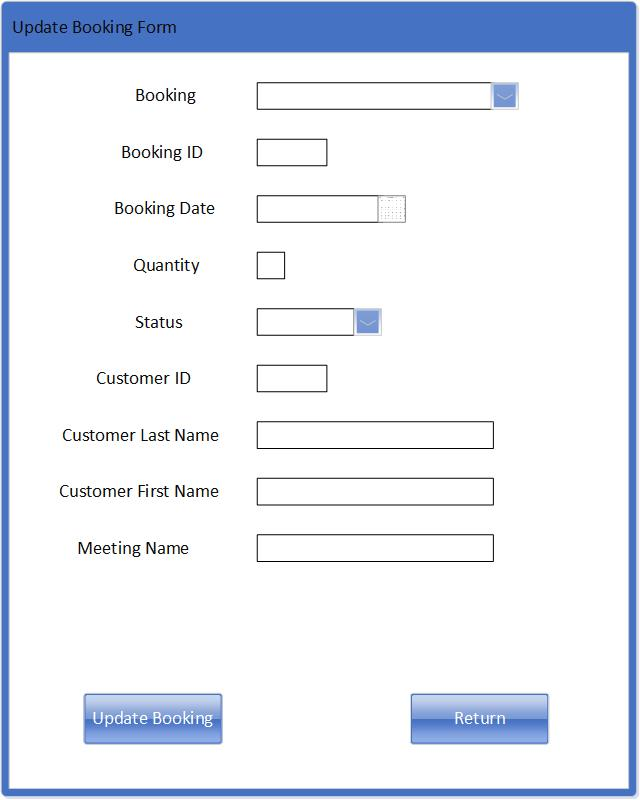 Update Booking Form
Booking
Booking ID
Booking Date
Quantity
Status
Customer ID
Customer Last Name
Customer First Name
Meeting Name
Update Booking
Return